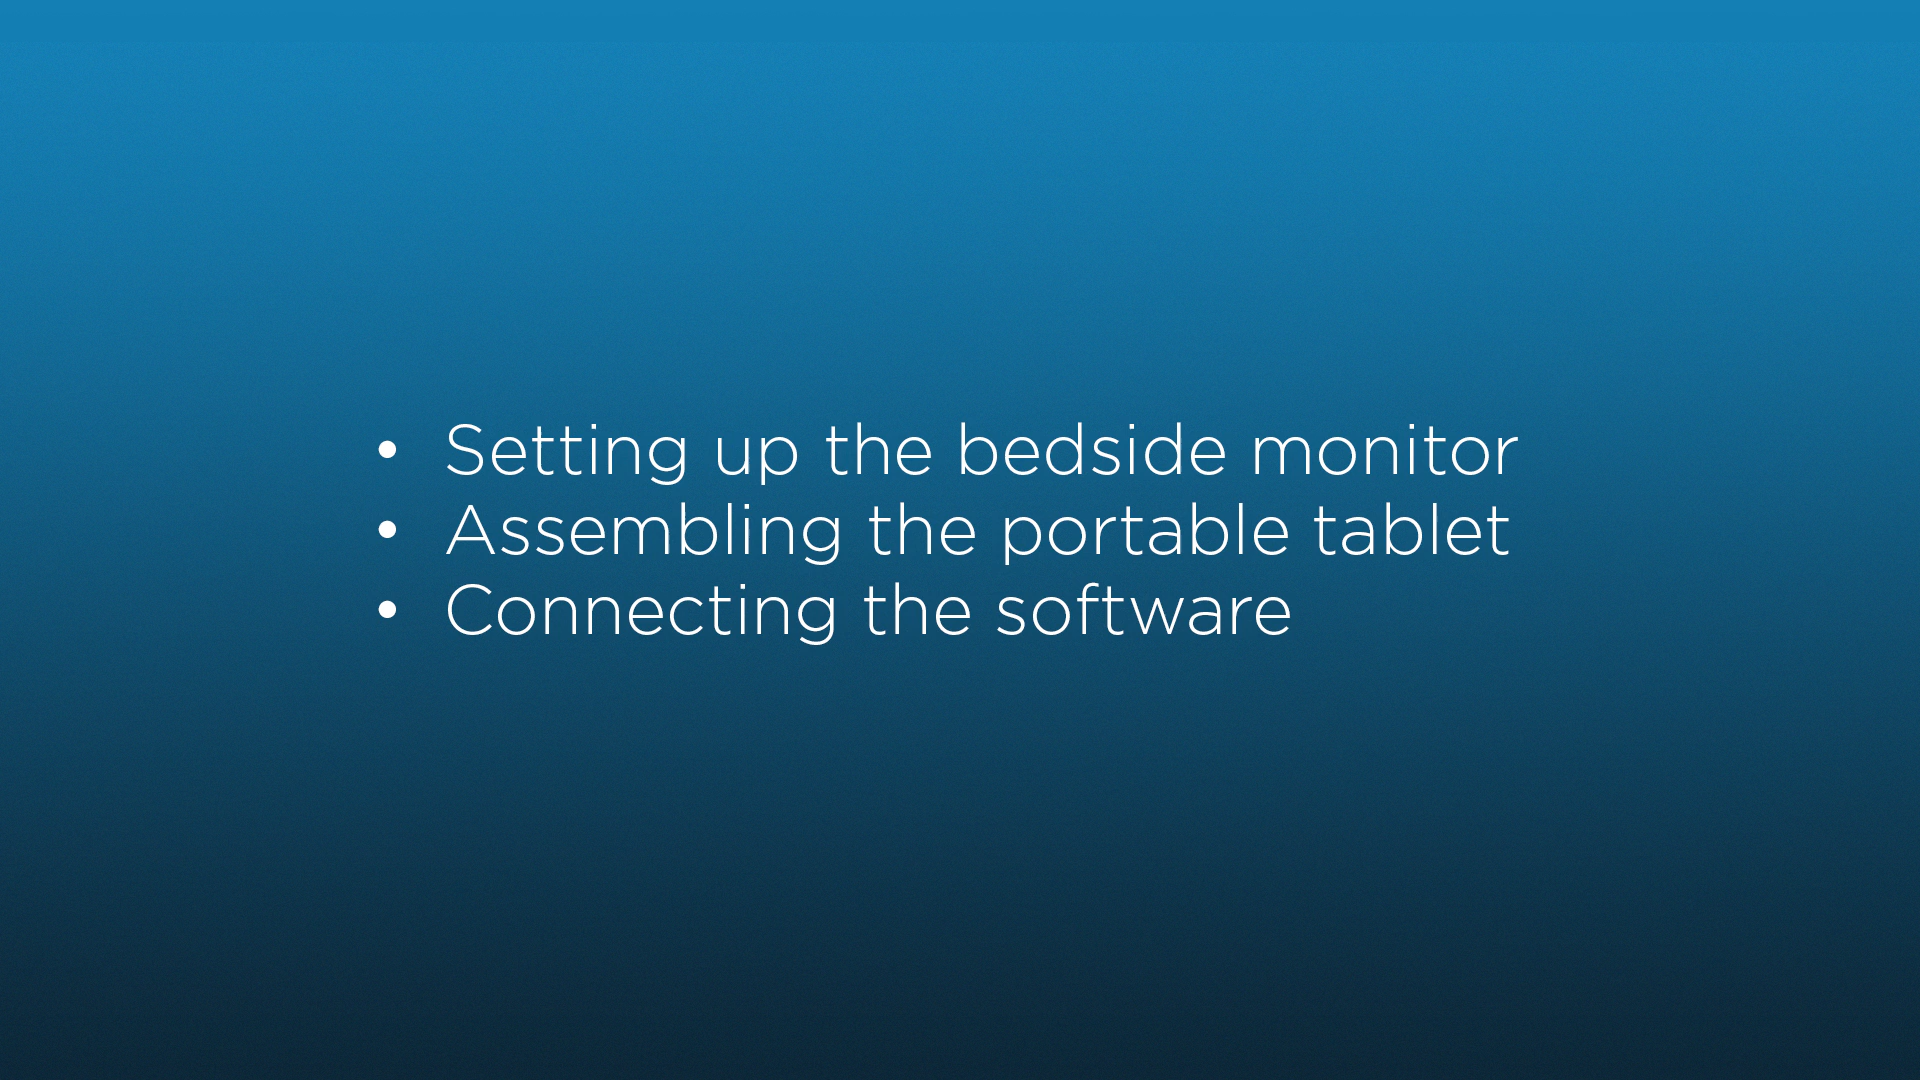 • Setting up the bedside monitor
• Assembling the portable tablet
• Connecting the software